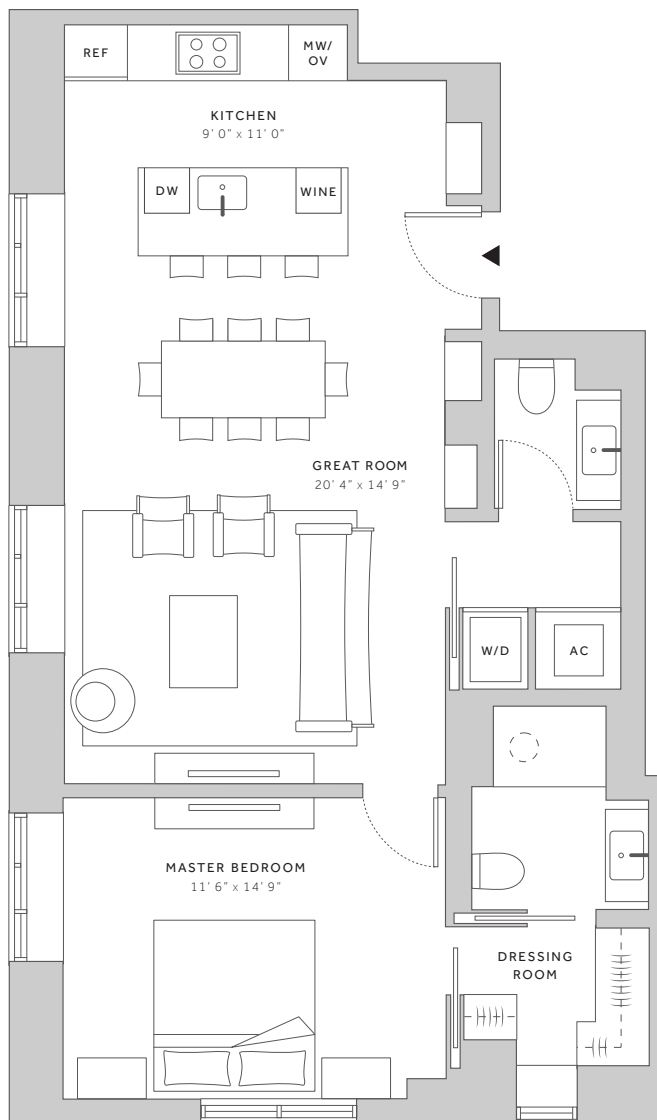 REF
MW/
OV
KITCHEN
9' 0" x 11' 0"
DW
WINE
GREAT ROOM
20' 4" x 14' 9"
W/D
AC
MASTER BEDROOM
11' 6" x 14' 9"
DRESSING
ROOM